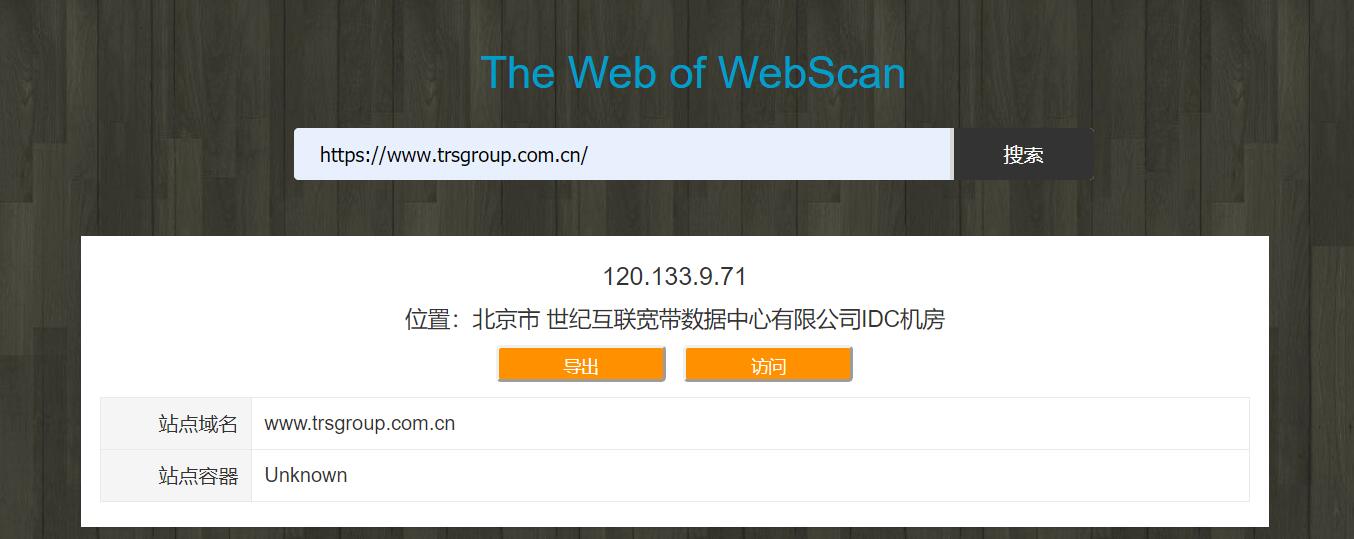 The Web of WebScan
https://www.trsgroup.com.cn/ 搜索
120.133.9.71
位置：北京市 世纪互联宽带数据中心有限公司IDC机房
导出 访问
站点域名 www.trsgroup.com.cn
站点容器 Unknown